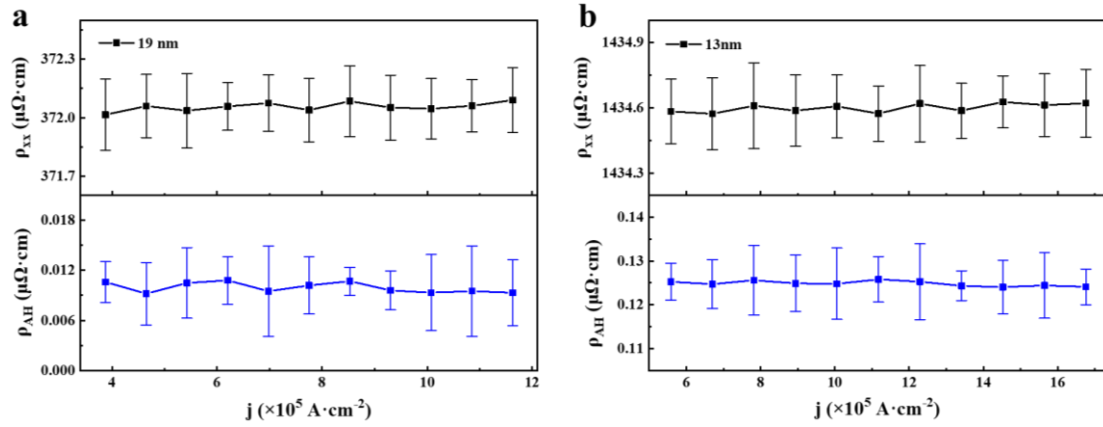 a
19 nm
ρxx (μΩ·cm)
372.3
372.0
371.7
ρAH (μΩ·cm)
0.018
0.012
0.006
0.000
4
6
8
10
12
j (×10⁵ A·cm⁻²)
b
13nm
ρxx (μΩ·cm)
1434.9
1434.6
1434.3
ρAH (μΩ·cm)
0.14
0.13
0.12
0.11
6
8
10
12
14
16
j (×10⁵ A·cm⁻²)